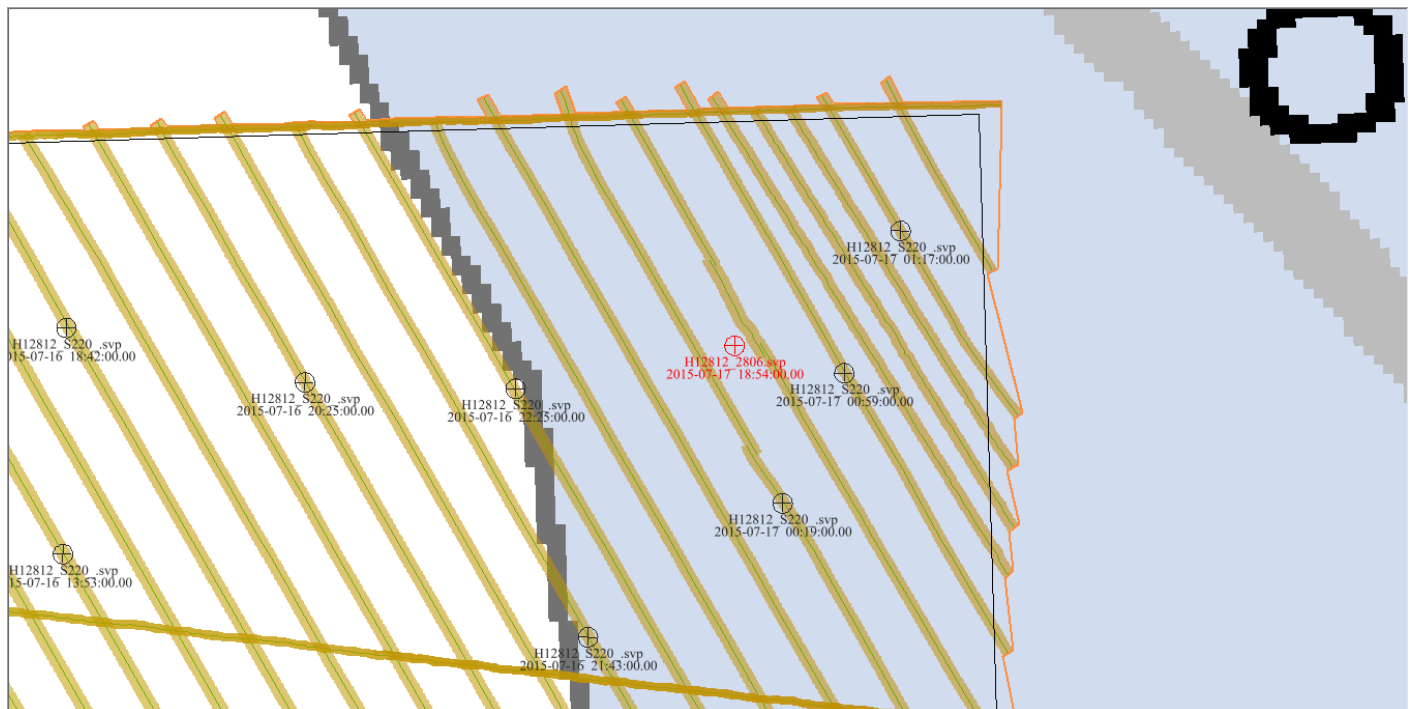 H12812_S220_.svp
2015-07-17 01:17:00.00
H12812_S220_.svp
15-07-16 18:42:00.00
H12812_2806.svp
2015-07-17 18:54:00.00
H12812_S220_.svp
2015-07-17 00:59:00.00
H12812_S220_.svp
2015-07-16 20:25:00.00
H12812_S220_.svp
2015-07-16 22:25:00.00
H12812_S220_.svp
2015-07-17 00:19:00.00
H12812_S220_.svp
15-07-16 13:53:00.00
H12812_S220_.svp
2015-07-16 21:43:00.00